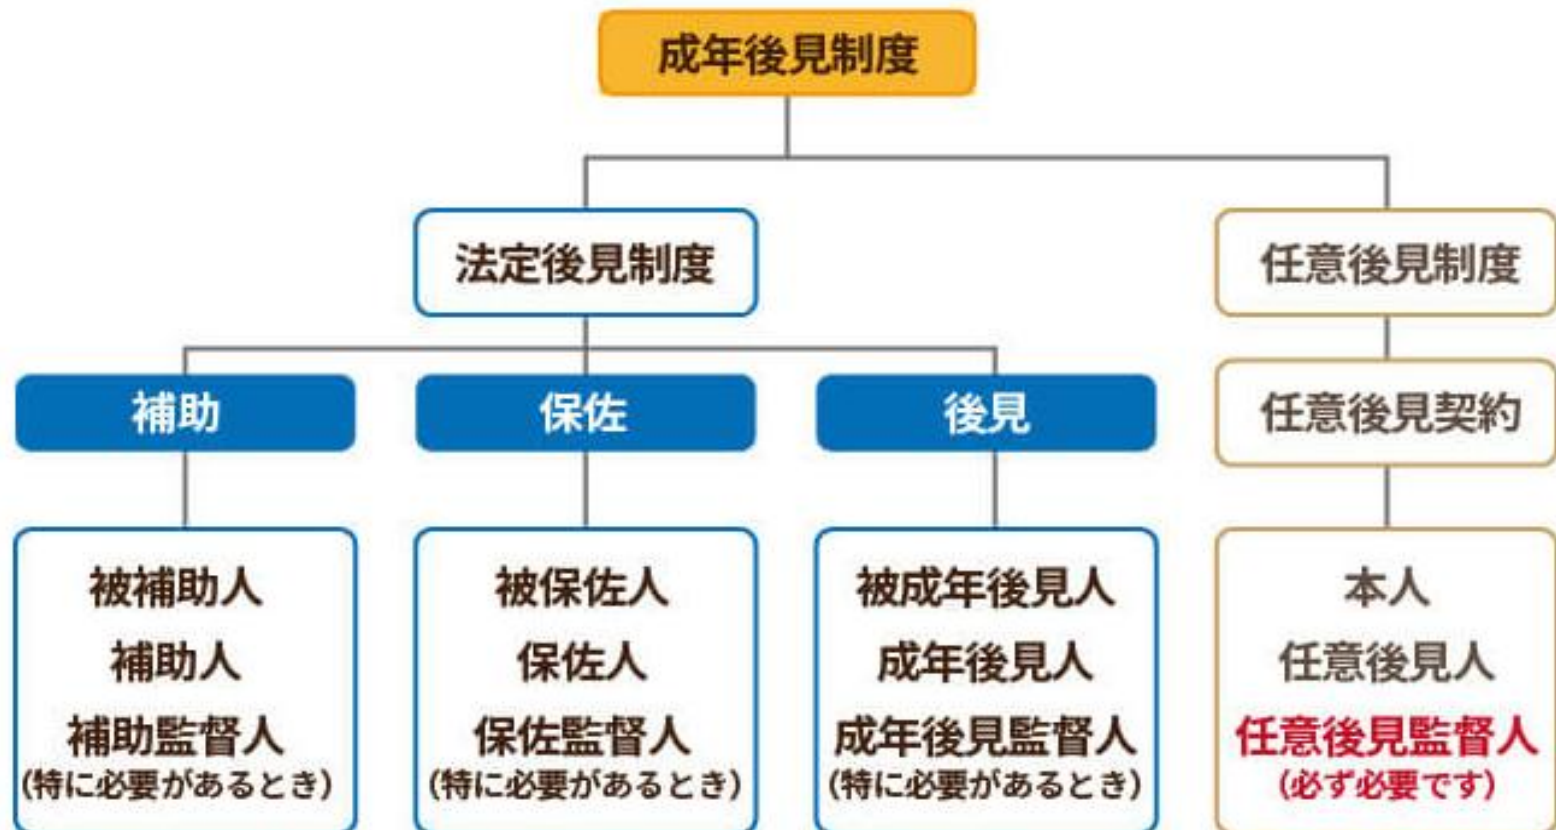 成年後見制度
法定後見制度
任意後見制度
補助
保佐
後見
任意後見契約
被補助人
補助人
補助監督人
(特に必要があるとき)
被保佐人
保佐人
保佐監督人
(特に必要があるとき)
被成年後見人
成年後見人
成年後見監督人
(特に必要があるとき)
本人
任意後見人
任意後見監督人
(必ず必要です)